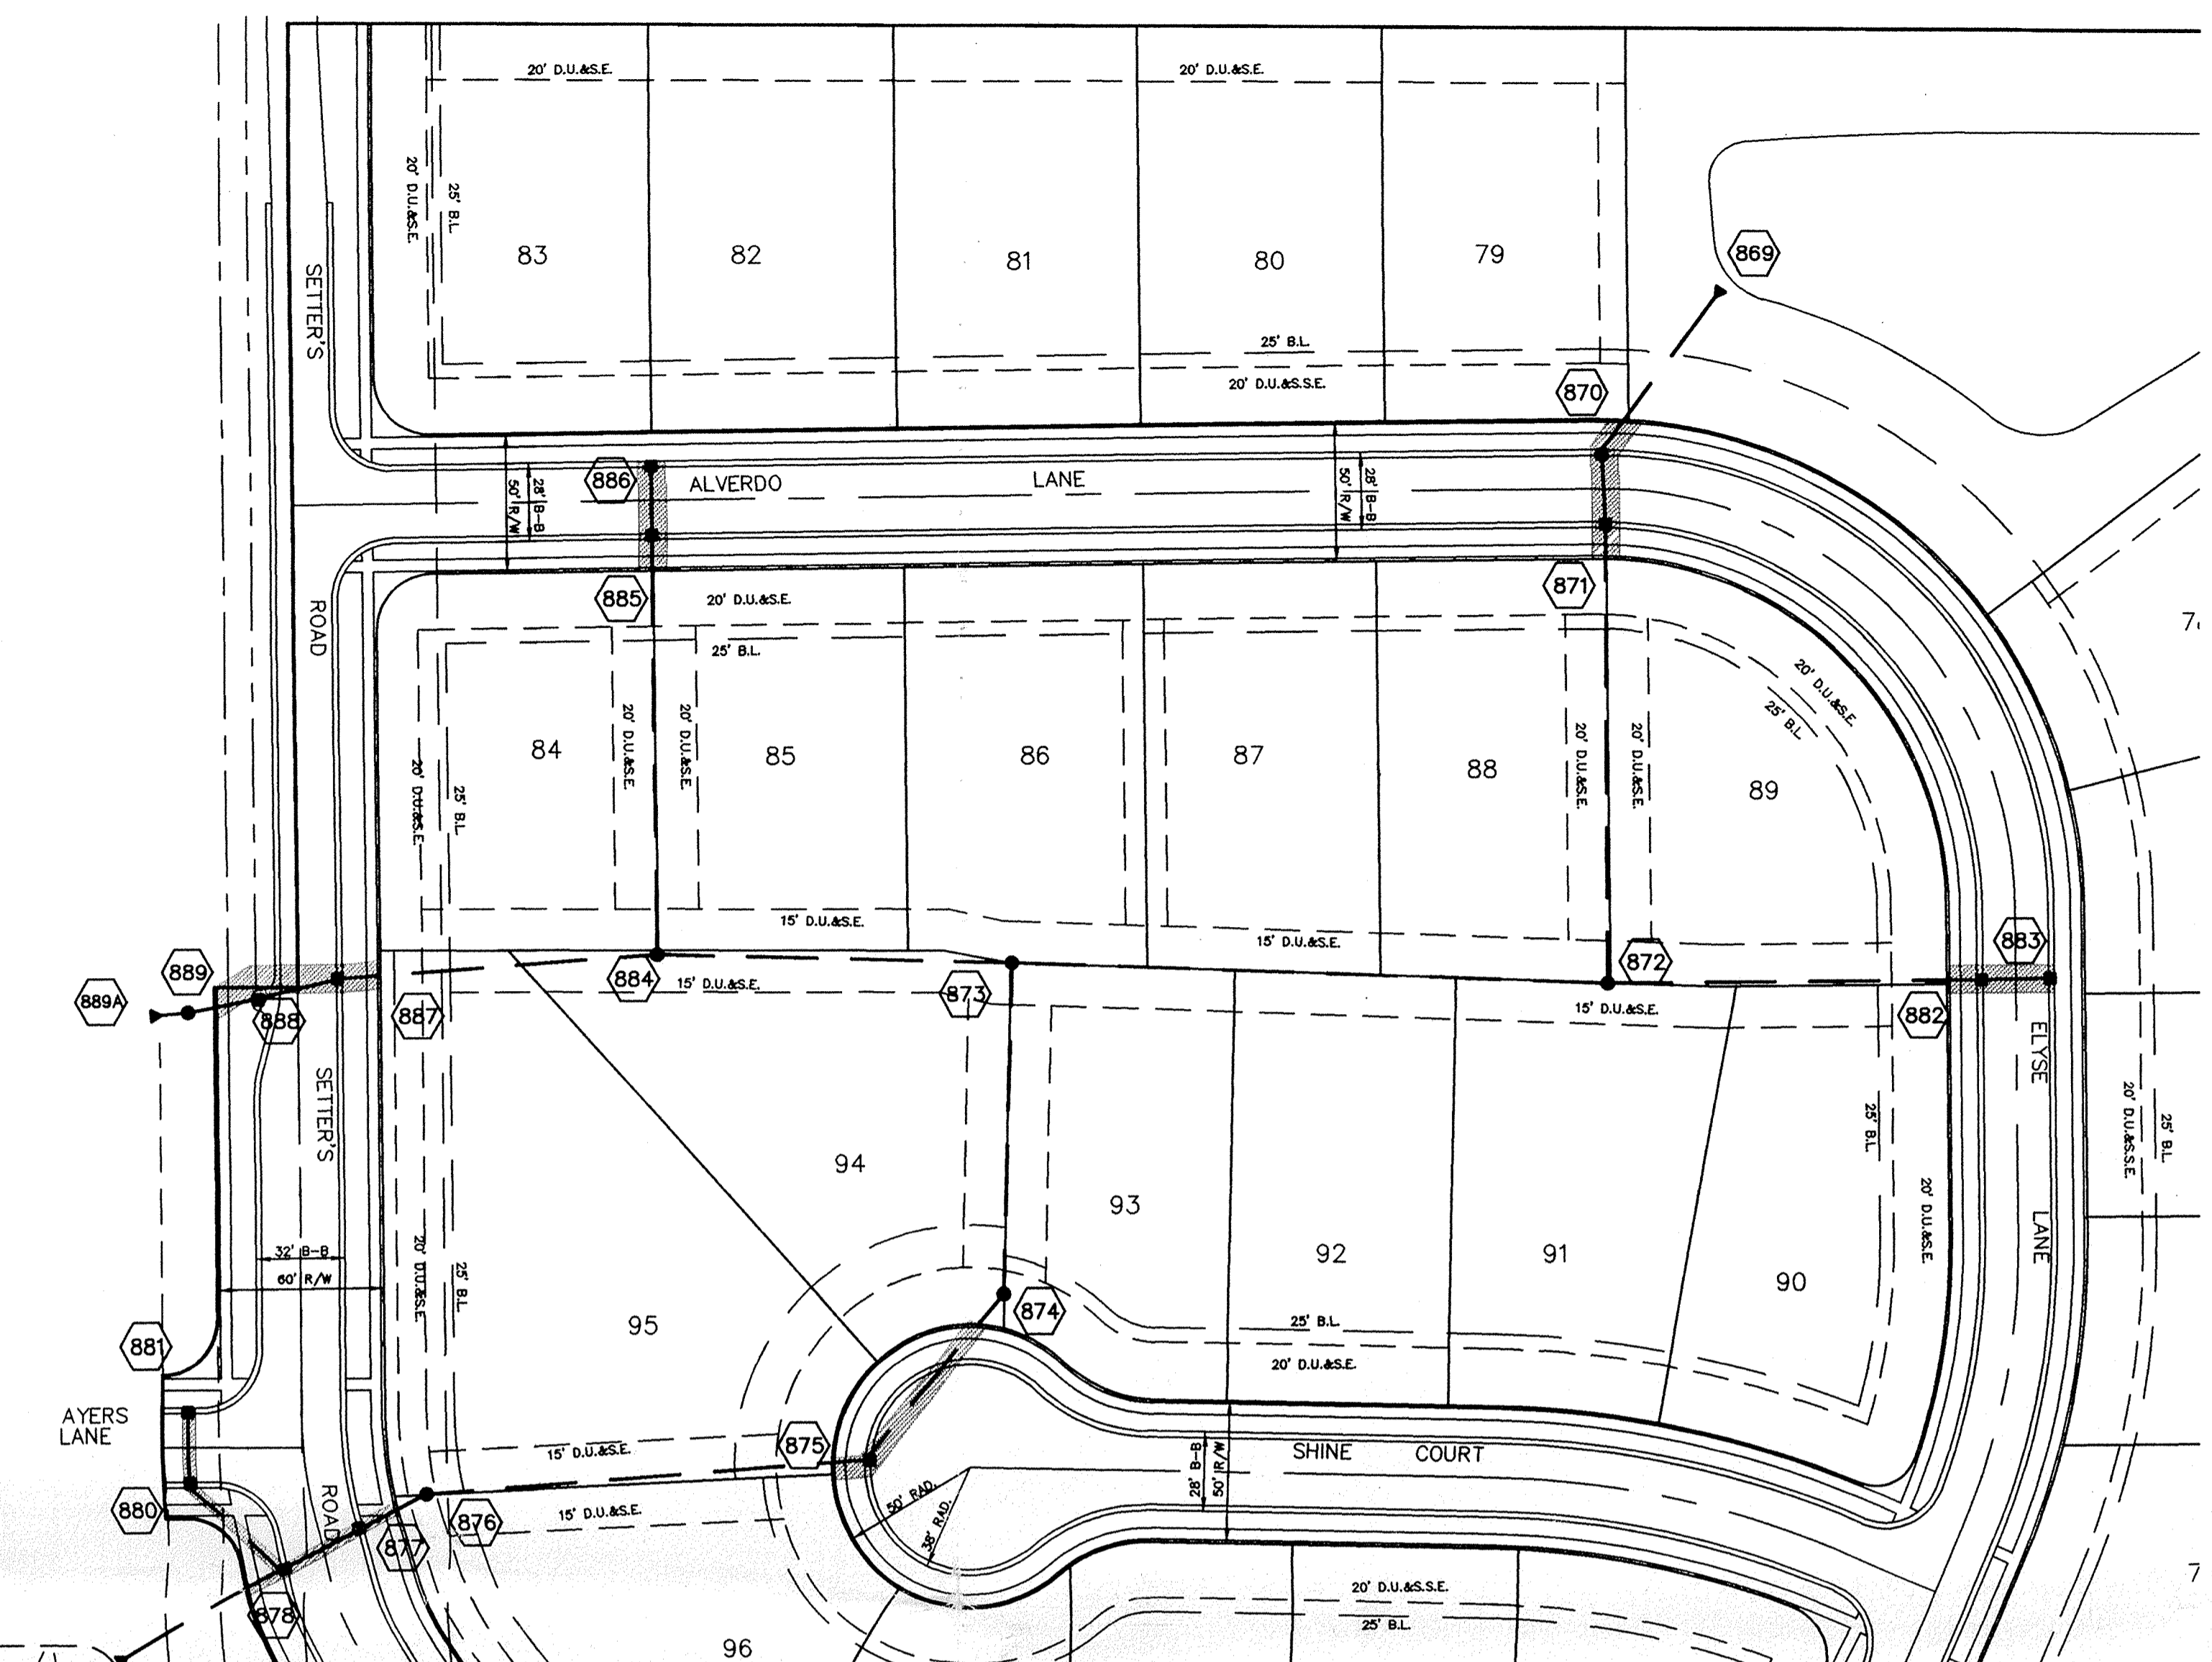 20' D.U.&S.E.
20' D.U.&S.E.
20' D.U.&S.E.
25' B.L.
83
82
81
80
79
869
SETTER'S
25' B.L.
20' D.U.&S.S.E.
870
886
ALVERDO
LANE
28' B-B
50' R/W
28' B-B
50' R/W
ROAD
885
20' D.U.&S.E.
25' B.L.
871
20' D.U.&S.E.
25' B.L.
84
20' D.U.&S.E.
20' D.U.&S.E.
85
86
87
88
20' D.U.&S.E.
20' D.U.&S.E.
89
20' D.U.&S.E.
25' B.L.
15' D.U.&S.E.
15' D.U.&S.E.
889
889A
888
887
884
15' D.U.&S.E.
873
872
15' D.U.&S.E.
882
883
ELYSE
LANE
SETTER'S
94
93
92
91
90
25' B.L.
20' D.U.&S.E.
20' D.U.&S.S.E.
25' B.L.
32' B-B
60' R/W
20' D.U.&S.E.
25' B.L.
95
874
25' B.L.
20' D.U.&S.E.
881
AYERS
LANE
880
ROAD
15' D.U.&S.E.
875
15' D.U.&S.E.
876
877
878
50' RAD.
38' RAD.
28' B-B
50' R/W
SHINE
COURT
20' D.U.&S.S.E.
25' B.L.
96